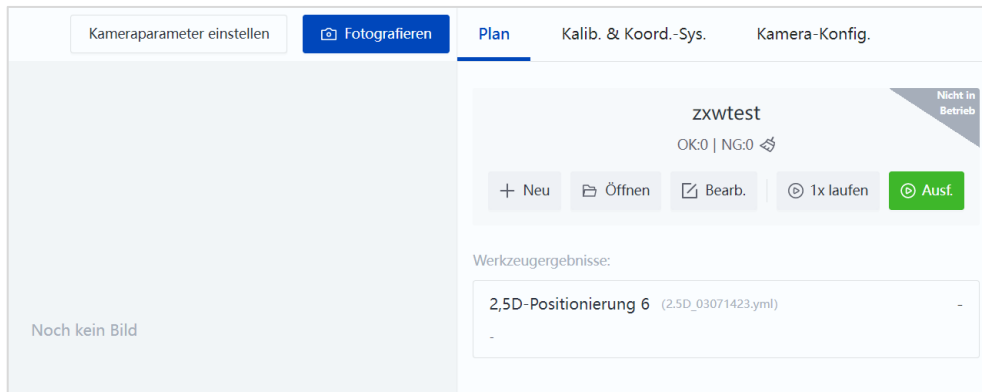 Kameraparameter einstellen
Fotografieren
Plan
Kalib. & Koord.-Sys.
Kamera-Konfig.
Nicht in
Betrieb
zxwtest
OK:0 | NG:0
Neu
Öffnen
Bearb.
1x laufen
Ausf.
Werkzeugergebnisse:
2,5D-Positionierung 6 (2.5D_03071423.yml) -
-
Noch kein Bild